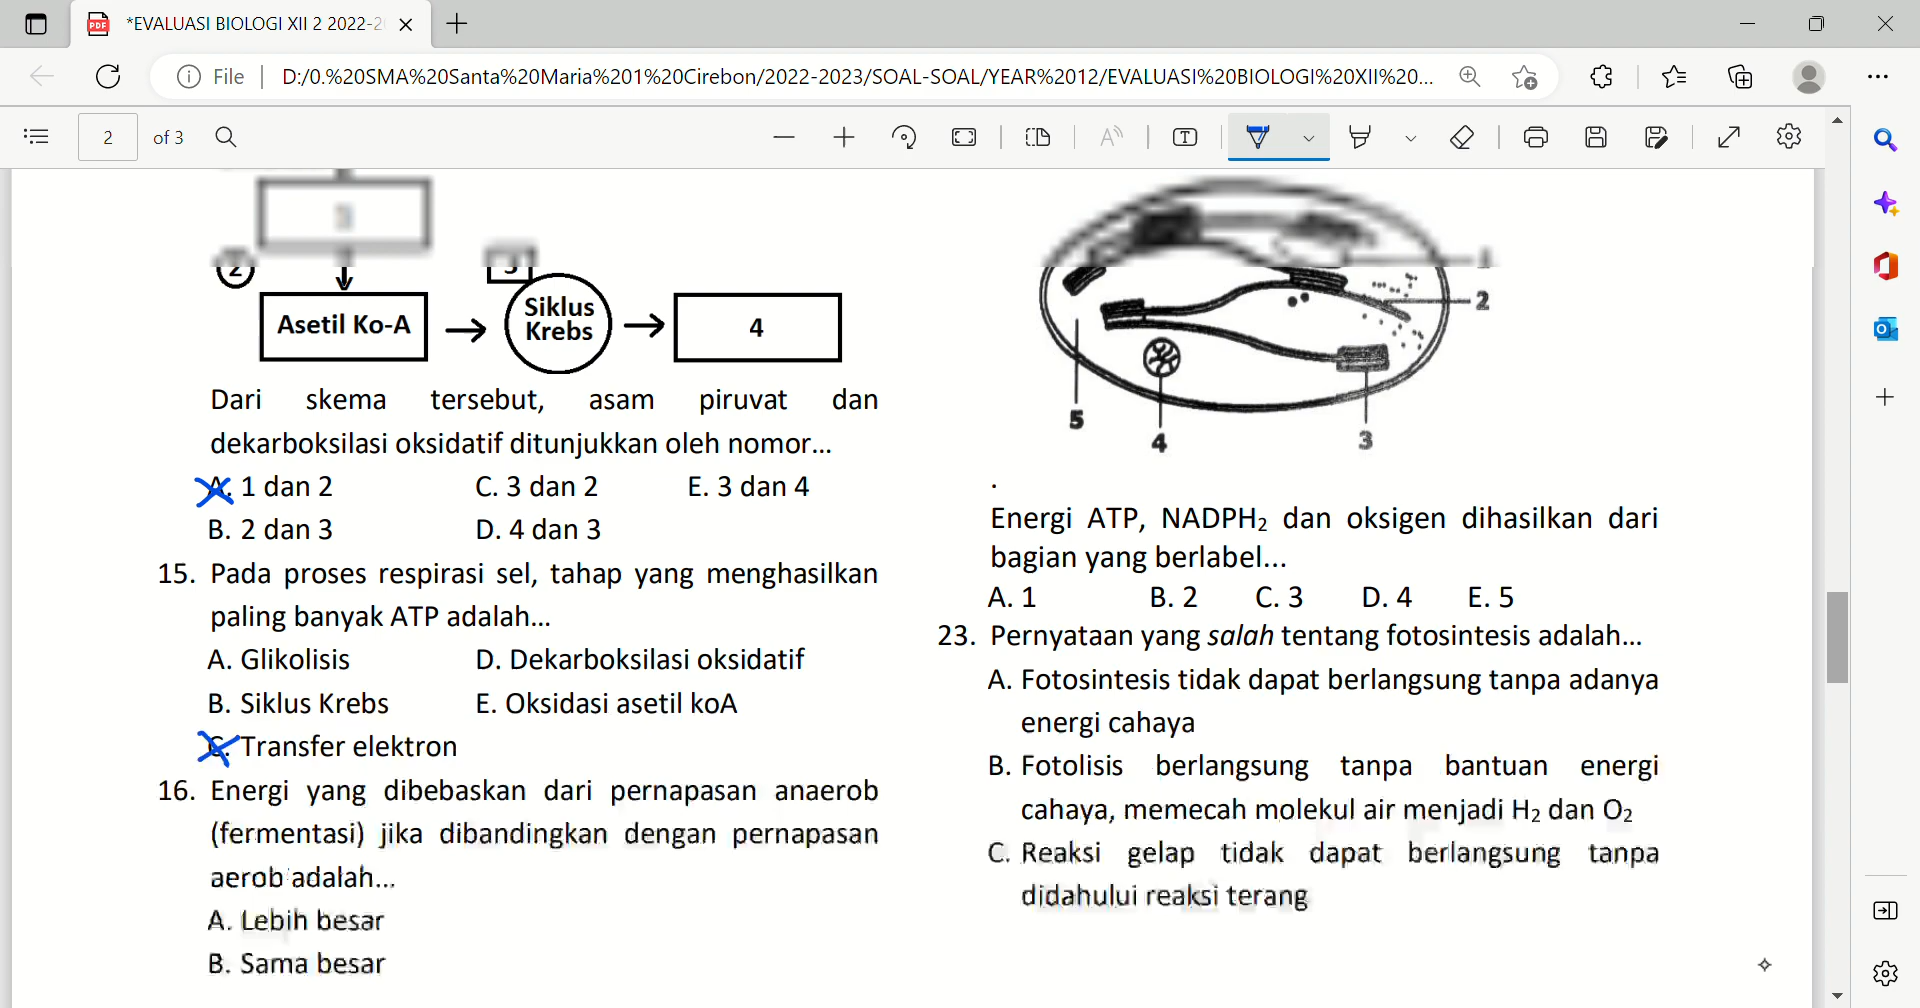 *EVALUASI BIOLOGI XII 2 2022-2
File
D:/0.%20SMA%20Santa%20Maria%201%20Cirebon/2022-2023/SOAL-SOAL/YEAR%2012/EVALUASI%20BIOLOGI%20XII%20...
2 of 3
2
Asetil Ko-A
Siklus
Krebs
4
Dari skema tersebut, asam piruvat dan
dekarboksilasi oksidatif ditunjukkan oleh nomor...
A. 1 dan 2 C. 3 dan 2 E. 3 dan 4
B. 2 dan 3 D. 4 dan 3
15. Pada proses respirasi sel, tahap yang menghasilkan
paling banyak ATP adalah...
A. Glikolisis D. Dekarboksilasi oksidatif
B. Siklus Krebs E. Oksidasi asetil koA
C. Transfer elektron
16. Energi yang dibebaskan dari pernapasan anaerob
(fermentasi) jika dibandingkan dengan pernapasan
aerob adalah...
A. Lebih besar
B. Sama besar
1
2
5
4
3
.
Energi ATP, NADPH₂ dan oksigen dihasilkan dari
bagian yang berlabel...
A. 1 B. 2 C. 3 D. 4 E. 5
23. Pernyataan yang salah tentang fotosintesis adalah...
A. Fotosintesis tidak dapat berlangsung tanpa adanya
energi cahaya
B. Fotolisis berlangsung tanpa bantuan energi
cahaya, memecah molekul air menjadi H₂ dan O₂
C. Reaksi gelap tidak dapat berlangsung tanpa
didahului reaksi terang